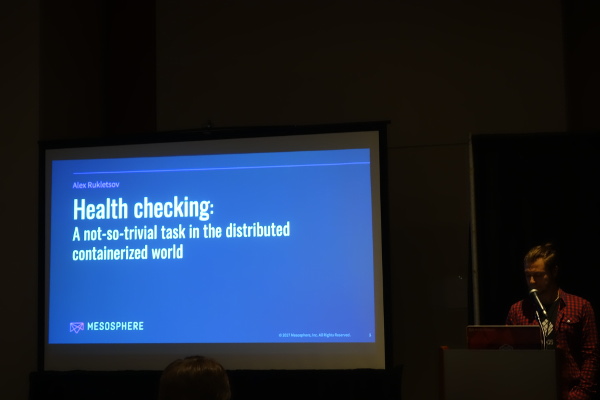 Alex Rukletsov
Health checking:
A not-so-trivial task in the distributed
containerized world
MESOSPHERE
© 2017 Mesosphere, Inc. All Rights Reserved.